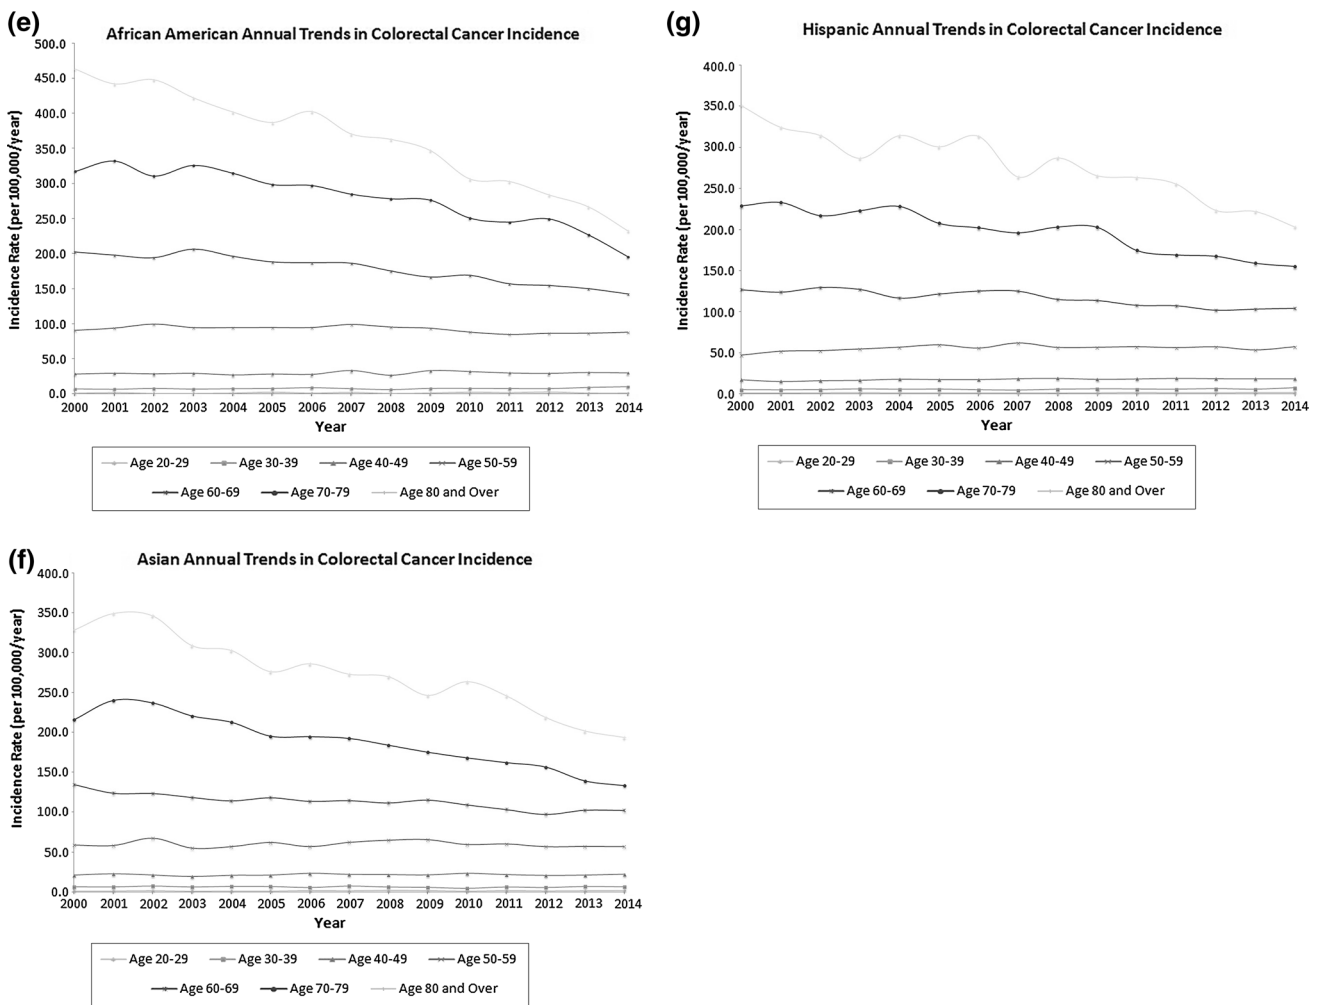 (e)
African American Annual Trends in Colorectal Cancer Incidence
500.0
450.0
400.0
350.0
300.0
250.0
200.0
150.0
100.0
50.0
0.0
Incidence Rate (per 100,000/year)
2000 2001 2002 2003 2004 2005 2006 2007 2008 2009 2010 2011 2012 2013 2014
Year
Age 20-29 Age 30-39 Age 40-49 Age 50-59
Age 60-69 Age 70-79 Age 80 and Over
(g)
Hispanic Annual Trends in Colorectal Cancer Incidence
400.0
350.0
300.0
250.0
200.0
150.0
100.0
50.0
0.0
Incidence Rate (per 100,000/year)
2000 2001 2002 2003 2004 2005 2006 2007 2008 2009 2010 2011 2012 2013 2014
Year
Age 20-29 Age 30-39 Age 40-49 Age 50-59
Age 60-69 Age 70-79 Age 80 and Over
(f)
Asian Annual Trends in Colorectal Cancer Incidence
400.0
350.0
300.0
250.0
200.0
150.0
100.0
50.0
0.0
Incidence Rate (per 100,000/year)
2000 2001 2002 2003 2004 2005 2006 2007 2008 2009 2010 2011 2012 2013 2014
Year
Age 20-29 Age 30-39 Age 40-49 Age 50-59
Age 60-69 Age 70-79 Age 80 and Over